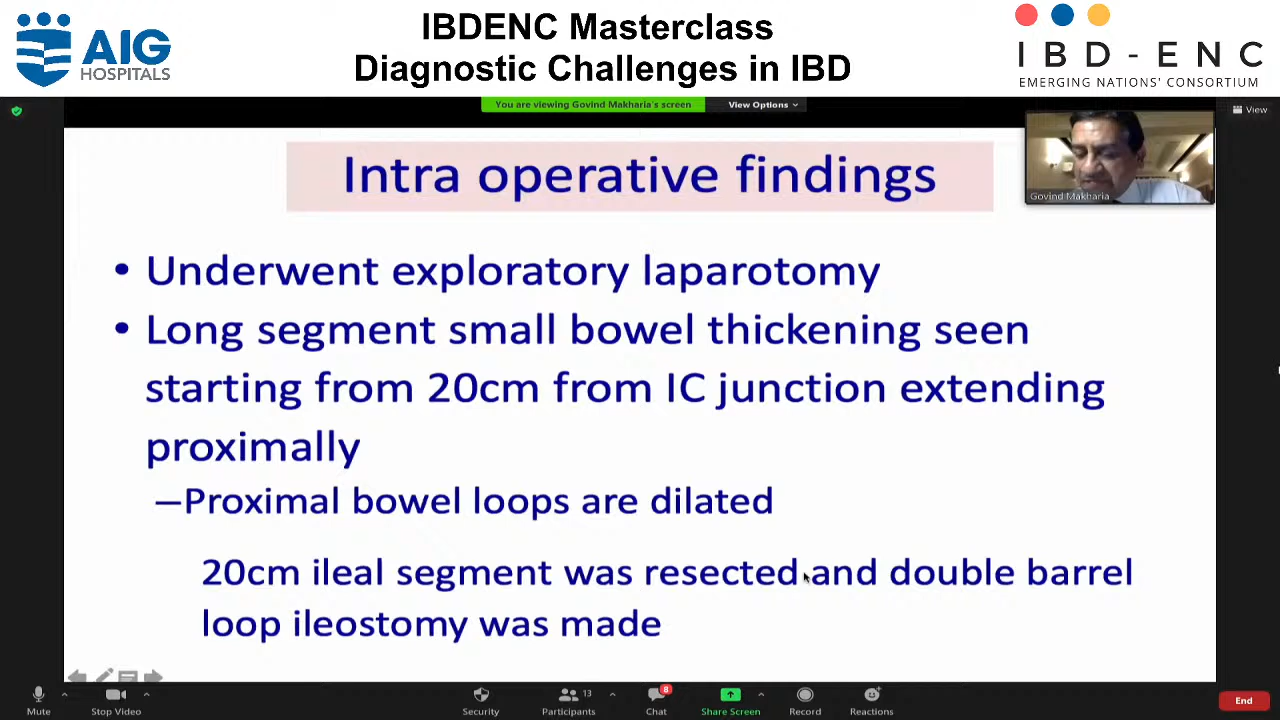 AIG
HOSPITALS
IBDENC Masterclass
Diagnostic Challenges in IBD
IBD-ENC
EMERGING NATIONS' CONSORTIUM
You are viewing Govind Makharia's screen
View Options
View
Govind Makharia
Intra operative findings
• Underwent exploratory laparotomy
• Long segment small bowel thickening seen
starting from 20cm from IC junction extending
proximally
–Proximal bowel loops are dilated
20cm ileal segment was resected and double barrel
loop ileostomy was made
Mute
Stop Video
Security
Participants
13
Chat
8
Share Screen
Record
Reactions
End